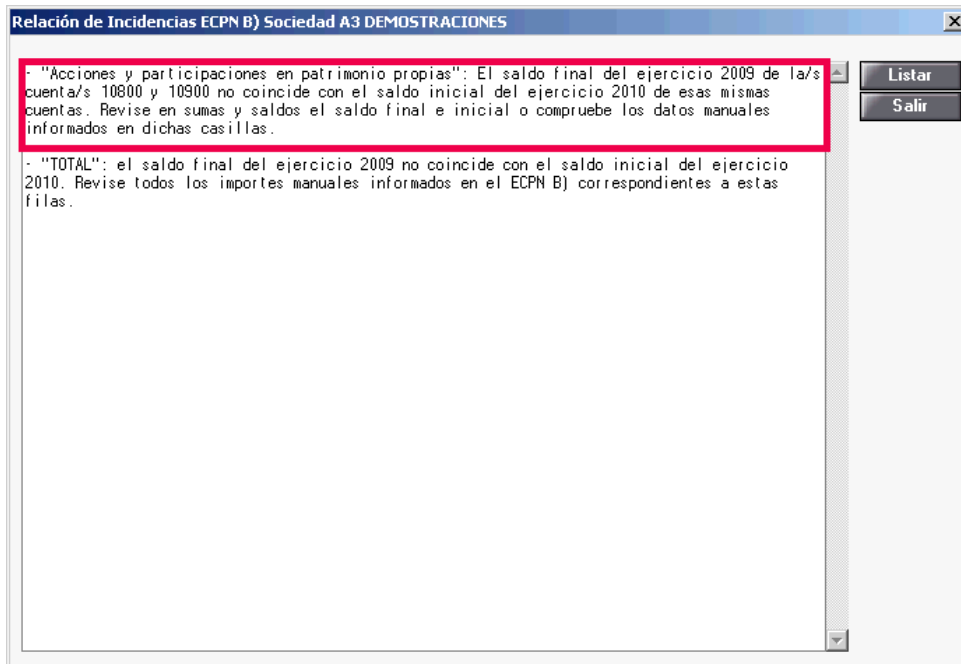 Relación de Incidencias ECPN B) Sociedad A3 DEMOSTRACIONES
- "Acciones y participaciones en patrimonio propias": El saldo final del ejercicio 2009 de la/s
cuenta/s 10800 y 10900 no coincide con el saldo inicial del ejercicio 2010 de esas mismas
cuentas. Revise en sumas y saldos el saldo final e inicial o compruebe los datos manuales
informados en dichas casillas.
- "TOTAL": el saldo final del ejercicio 2009 no coincide con el saldo inicial del ejercicio
2010. Revise todos los importes manuales informados en el ECPN B) correspondientes a estas
filas.
Listar
Salir